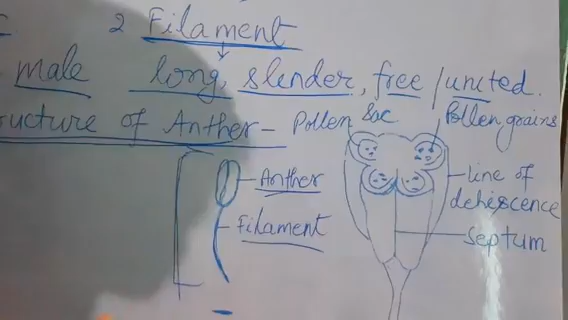 2 Filament
male long, slender, free / united.
ructure of Anther - Pollen Sac
Pollen grains
Anther
Filament
line of
dehiscence
Septum